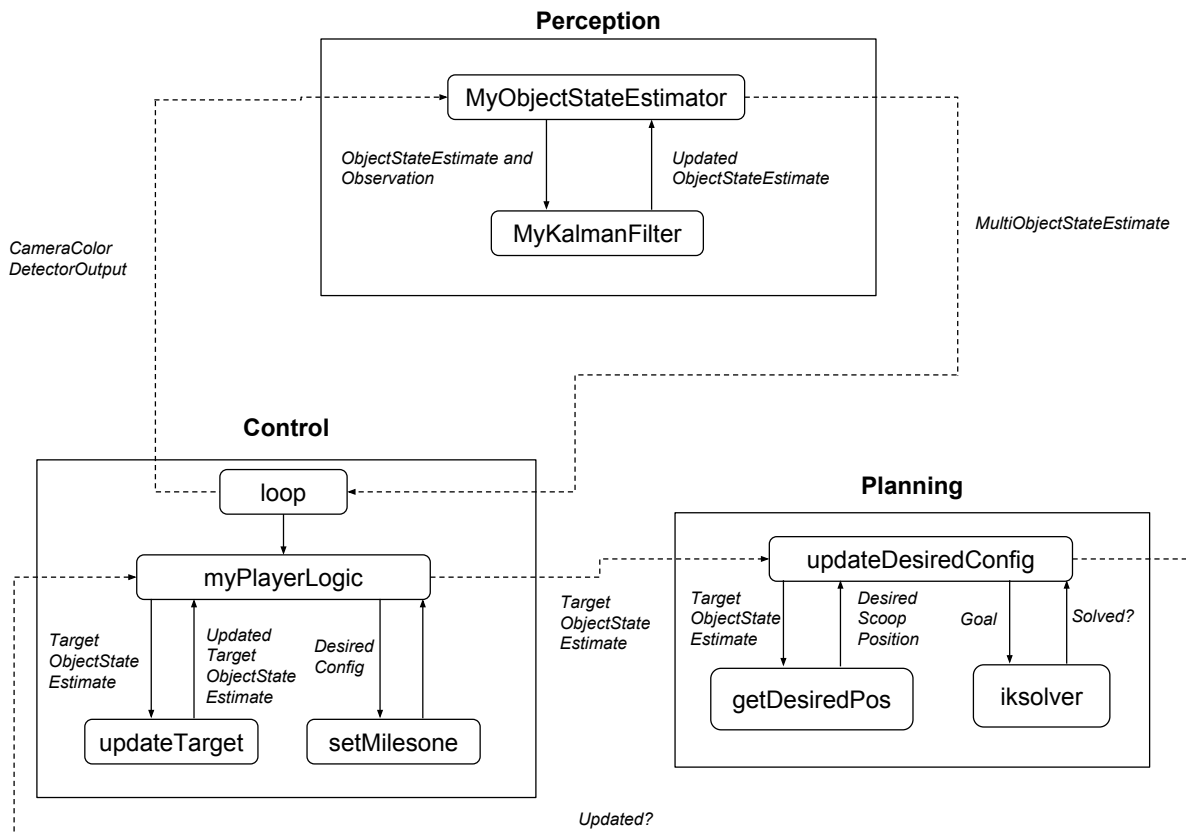 Perception
MyObjectStateEstimator
ObjectStateEstimate and
Observation
Updated
ObjectStateEstimate
MyKalmanFilter
CameraColor
DetectorOutput
MultiObjectStateEstimate
Control
loop
myPlayerLogic
Target
ObjectState
Estimate
Updated
Target
ObjectState
Estimate
Desired
Config
updateTarget
setMilesone
Target
ObjectState
Estimate
Planning
updateDesiredConfig
Target
ObjectState
Estimate
Desired
Scoop
Position
Goal
Solved?
getDesiredPos
iksolver
Updated?